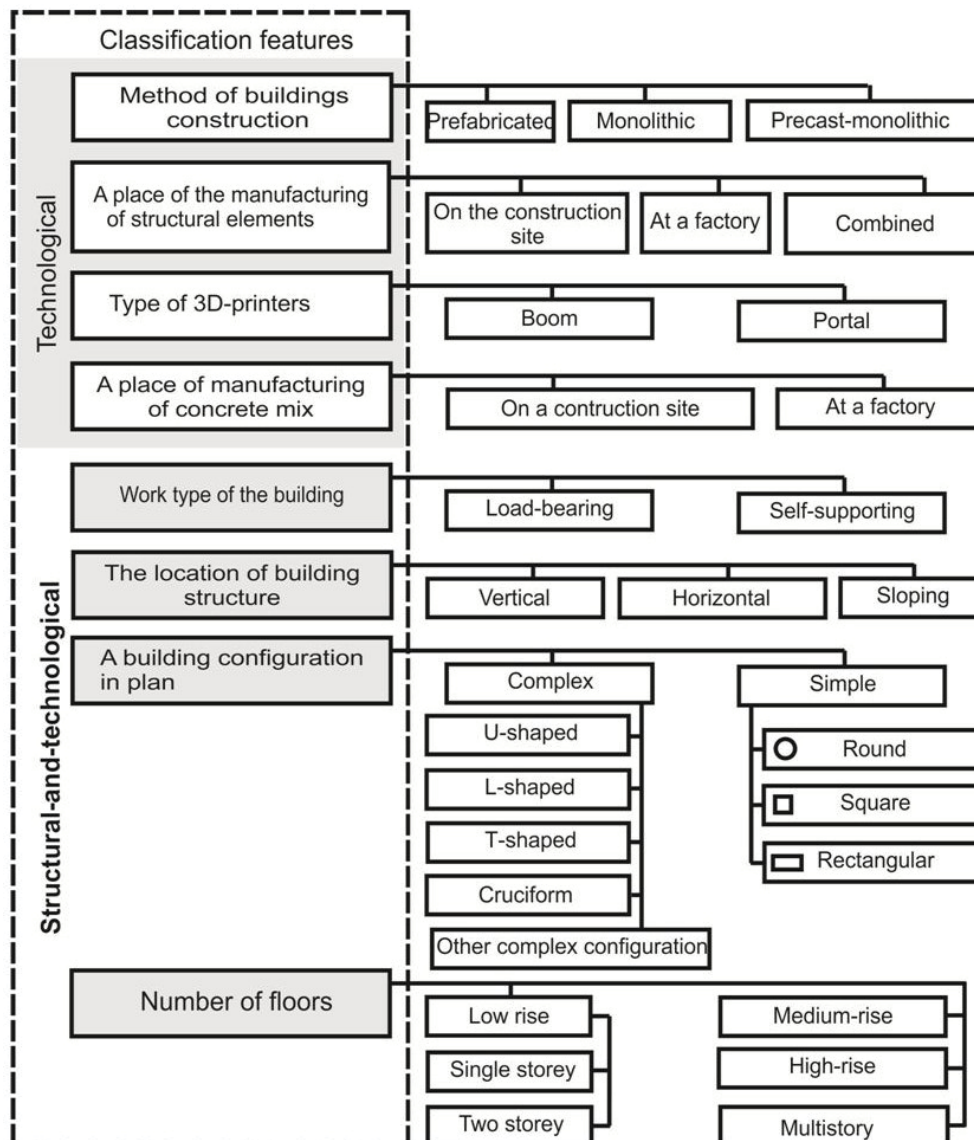 Classification features
Technological
Method of buildings
construction
Prefabricated
Monolithic
Precast-monolithic
A place of the manufacturing
of structural elements
On the construction
site
At a factory
Combined
Type of 3D-printers
Boom
Portal
A place of manufacturing
of concrete mix
On a contruction site
At a factory
Structural-and-technological
Work type of the building
Load-bearing
Self-supporting
The location of building
structure
Vertical
Horizontal
Sloping
A building configuration
in plan
Complex
Simple
U-shaped
L-shaped
T-shaped
Cruciform
Other complex configuration
Round
Square
Rectangular
Number of floors
Low rise
Single storey
Two storey
Medium-rise
High-rise
Multistory